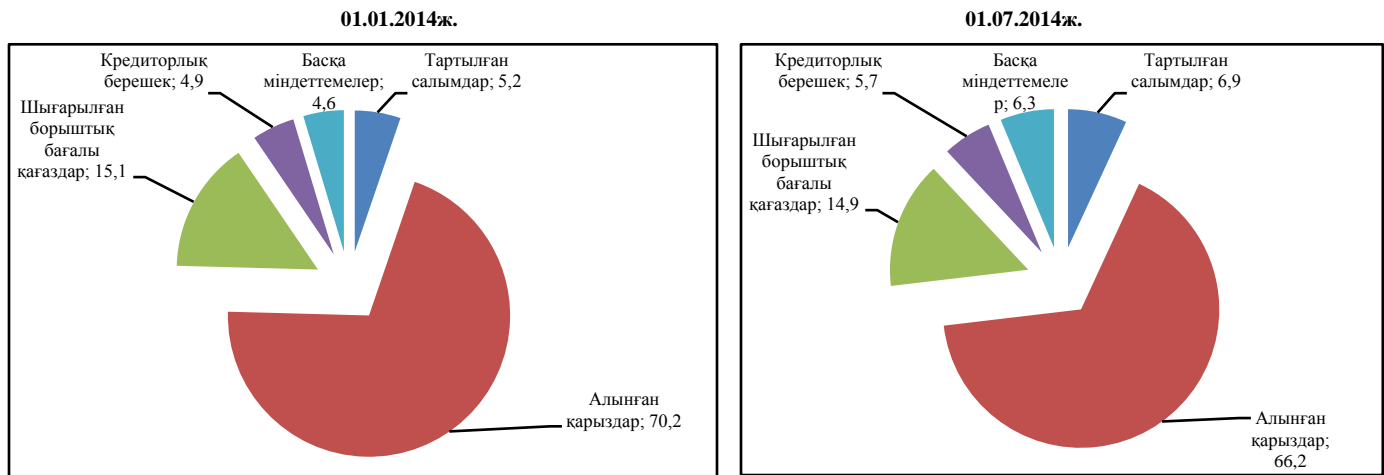 01.01.2014ж.
Кредиторлық
берешек; 4,9
Басқа
міндеттемелер;
4,6
Тартылған
салымдар; 5,2
Шығарылған
борыштық
бағалы
қағаздар; 15,1
Алынған
қарыздар; 70,2
01.07.2014ж.
Кредиторлық
берешек; 5,7
Басқа
міндеттемеле
р; 6,3
Тартылған
салымдар; 6,9
Шығарылған
борыштық
бағалы
қағаздар; 14,9
Алынған
қарыздар;
66,2